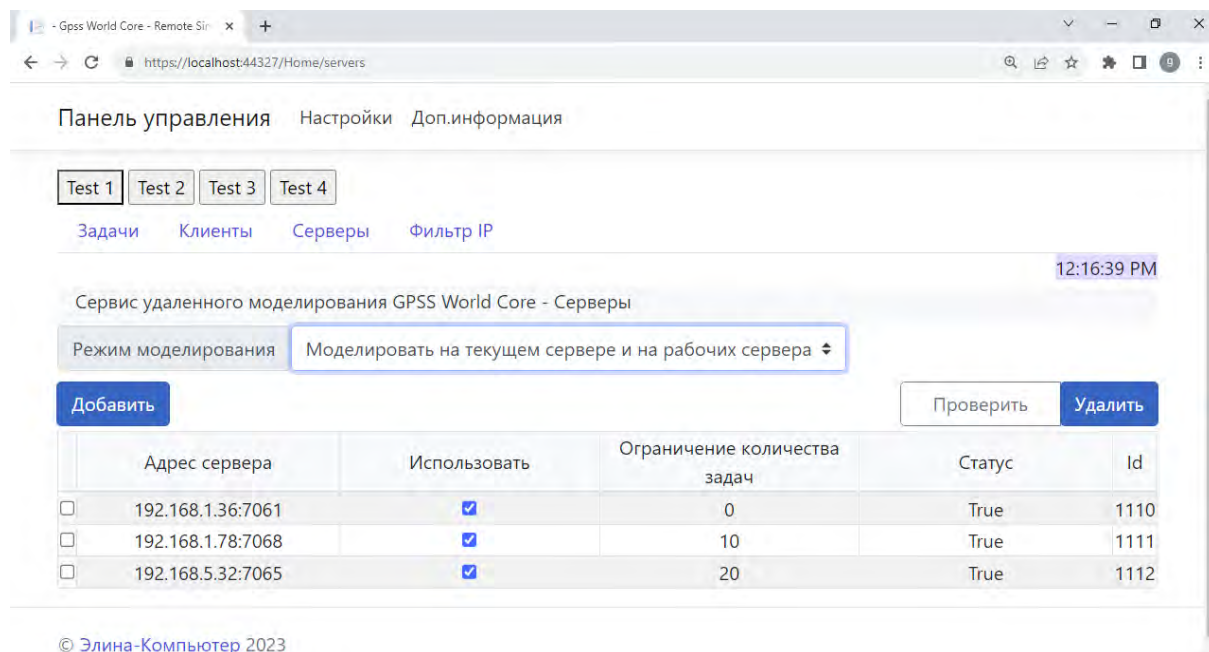 - Gpss World Core - Remote Sir
https://localhost:44327/Home/servers
g
Панель управления Настройки Доп.информация
Test 1 Test 2 Test 3 Test 4
Задачи Клиенты Серверы Фильтр IP
12:16:39 PM
Сервис удаленного моделирования GPSS World Core - Серверы
Режим моделирования Моделировать на текущем сервере и на рабочих сервера
Добавить Проверить Удалить
Адрес сервера Использовать Ограничение количества задач Статус Id
192.168.1.36:7061 0 True 1110
192.168.1.78:7068 10 True 1111
192.168.5.32:7065 20 True 1112
© Элина-Компьютер 2023